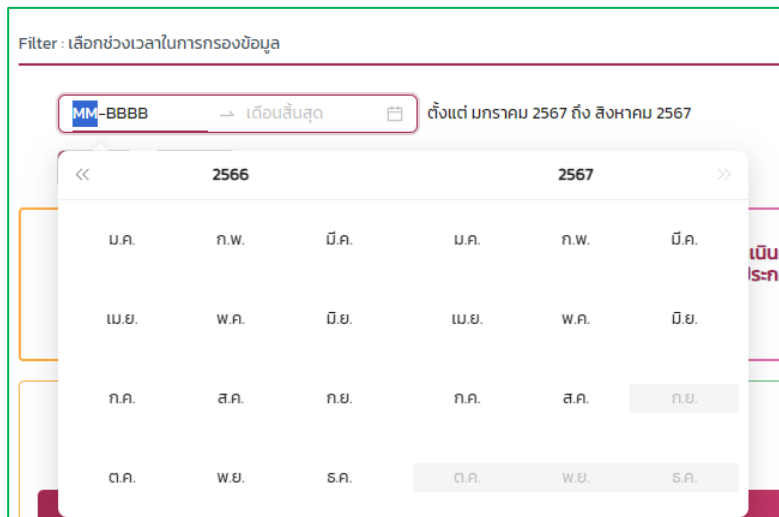 Filter : เลือกช่วงเวลาในการกรองข้อมูล
MM-BBBB → เดือนสิ้นสุด ตั้งแต่ มกราคม 2567 ถึง สิงหาคม 2567
2566 2567
ม.ค. ก.พ. มี.ค. ม.ค. ก.พ. มี.ค.
เม.ย. พ.ค. มิ.ย. เม.ย. พ.ค. มิ.ย.
ก.ค. ส.ค. ก.ย. ก.ค. ส.ค. ก.ย.
ต.ค. พ.ย. ธ.ค. ต.ค. พ.ย. ธ.ค.